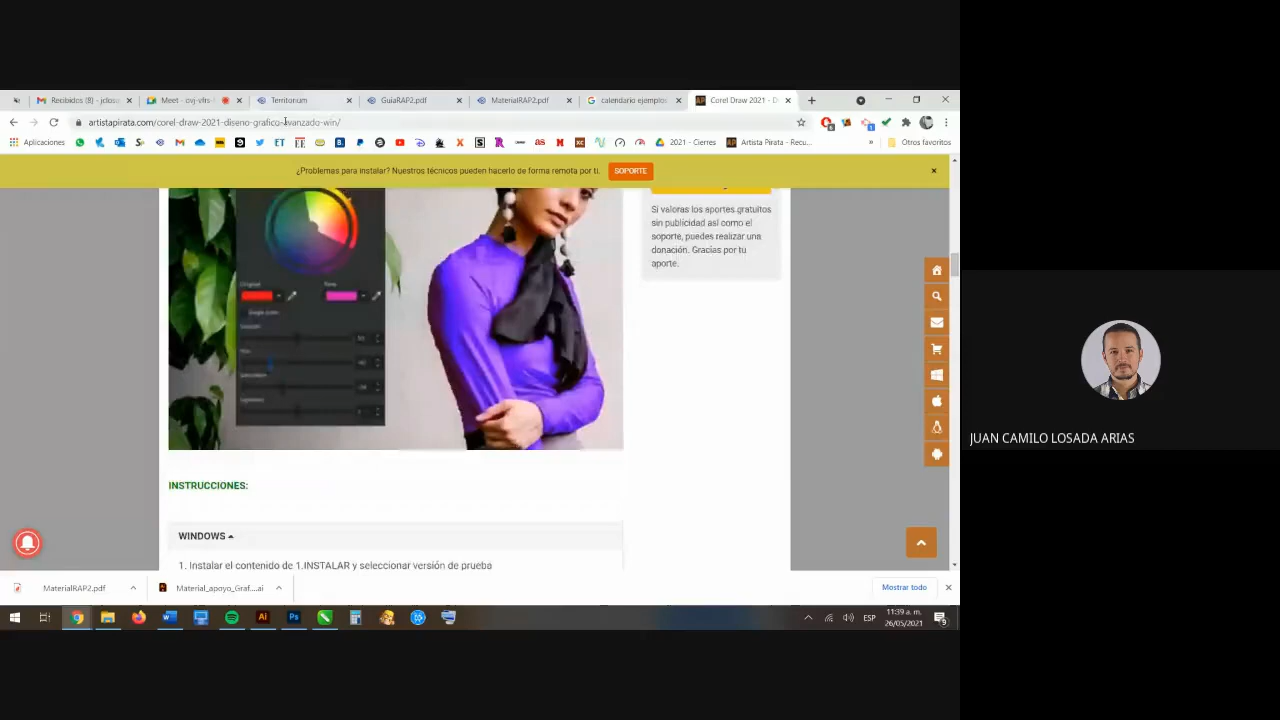 Recibidos (8) - jclosa
Meet - ovj-vfrs-
Territorium
GuiaRAP2.pdf
MaterialRAP2.pdf
calendario ejemplos
Corel Draw 2021 - D
artistapirata.com/corel-draw-2021-diseno-grafico-avanzado-win/
Aplicaciones
2021 - Cierres
Artista Pirata - Recu...
Otros favoritos
¿Problemas para instalar? Nuestros técnicos pueden hacerlo de forma remota por ti.
SOPORTE
Si valoras los aportes gratuitos
sin publicidad así como el
soporte, puedes realizar una
donación. Gracias por tu
aporte.
INSTRUCCIONES:
WINDOWS
1. Instalar el contenido de 1.INSTALAR y seleccionar versión de prueba
MaterialRAP2.pdf
Material_apoyo_Graf....ai
Mostrar todo
ESP
11:39 a. m.
26/05/2021
JUAN CAMILO LOSADA ARIAS